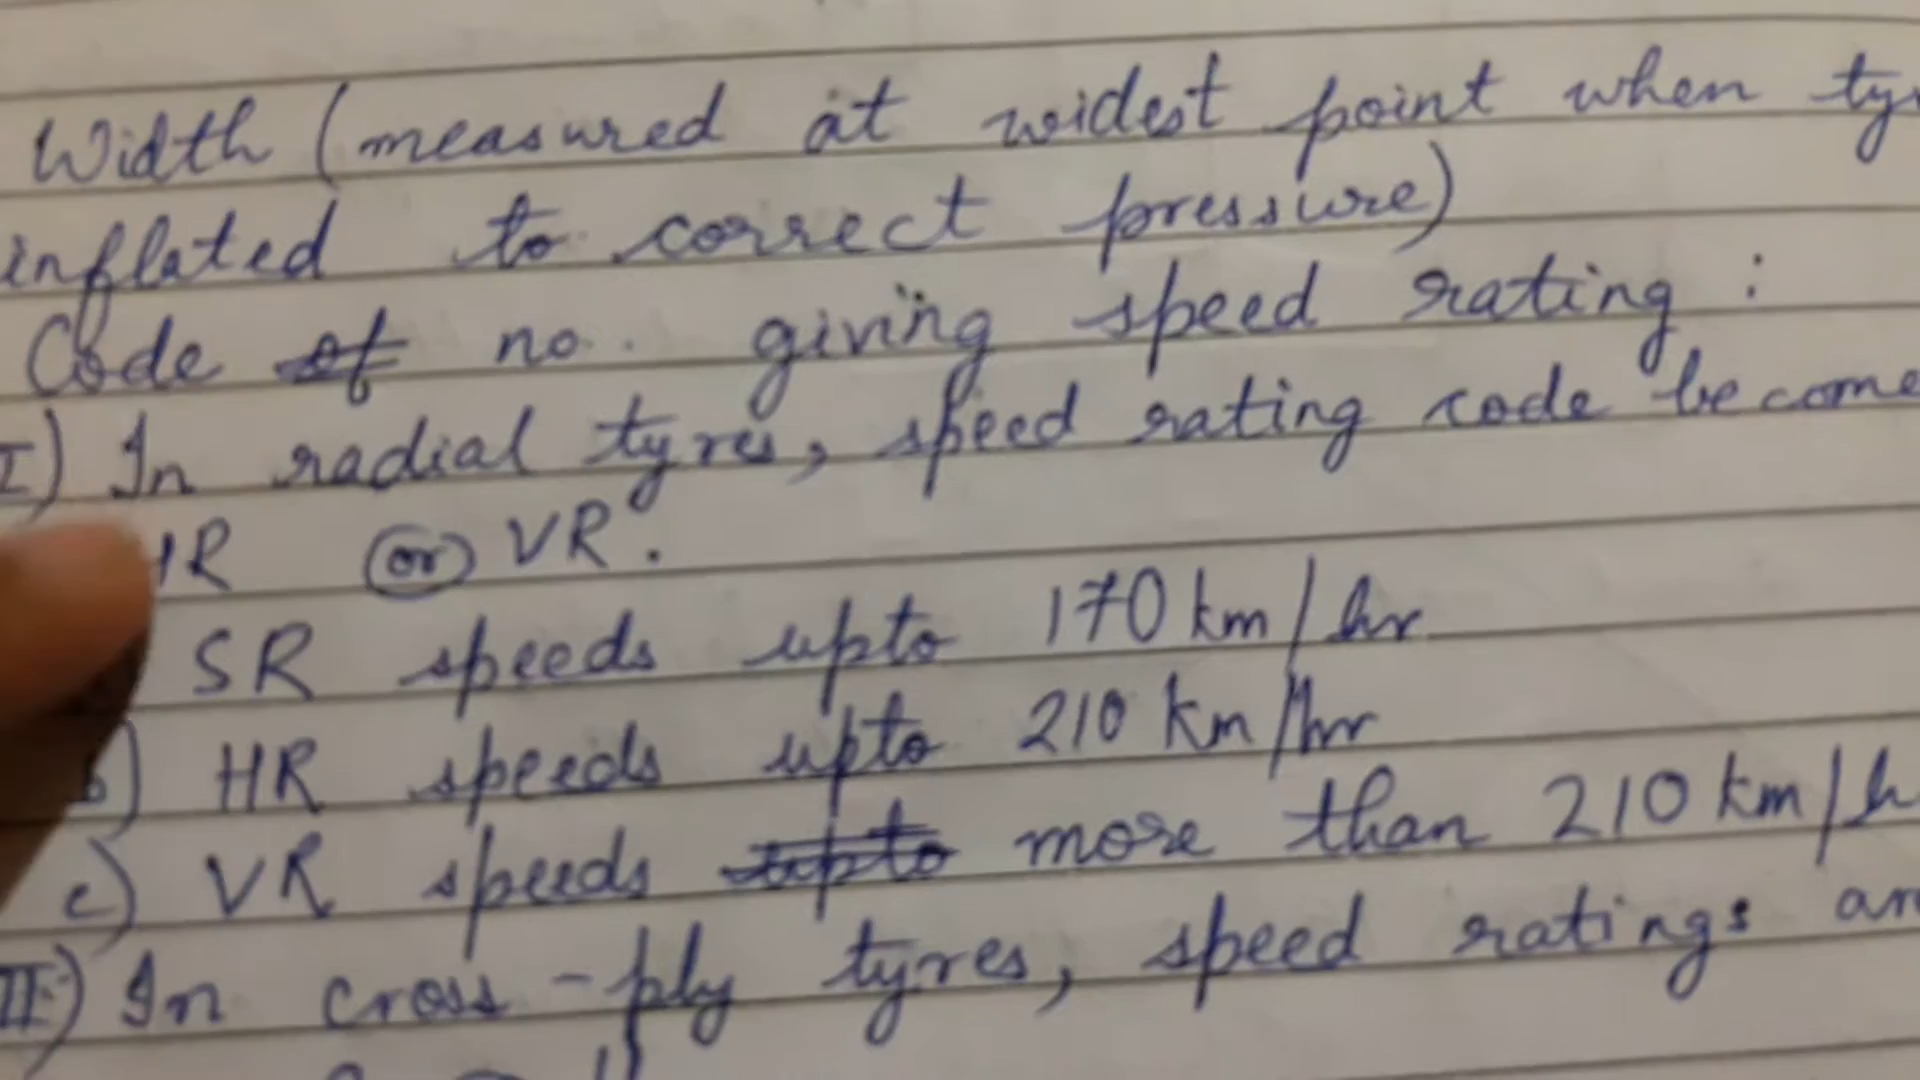 Width (measured at widest point when
inflated to correct pressure)
Code of no. giving speed rating :
I) In radial tyres, speed rating code become
or VR.
SR speeds upto 170 km/hr
b) HR speeds upto 210 km/hr
c) VR speeds upto more than 210 km/h
II) In cross-ply tyres, speed ratings